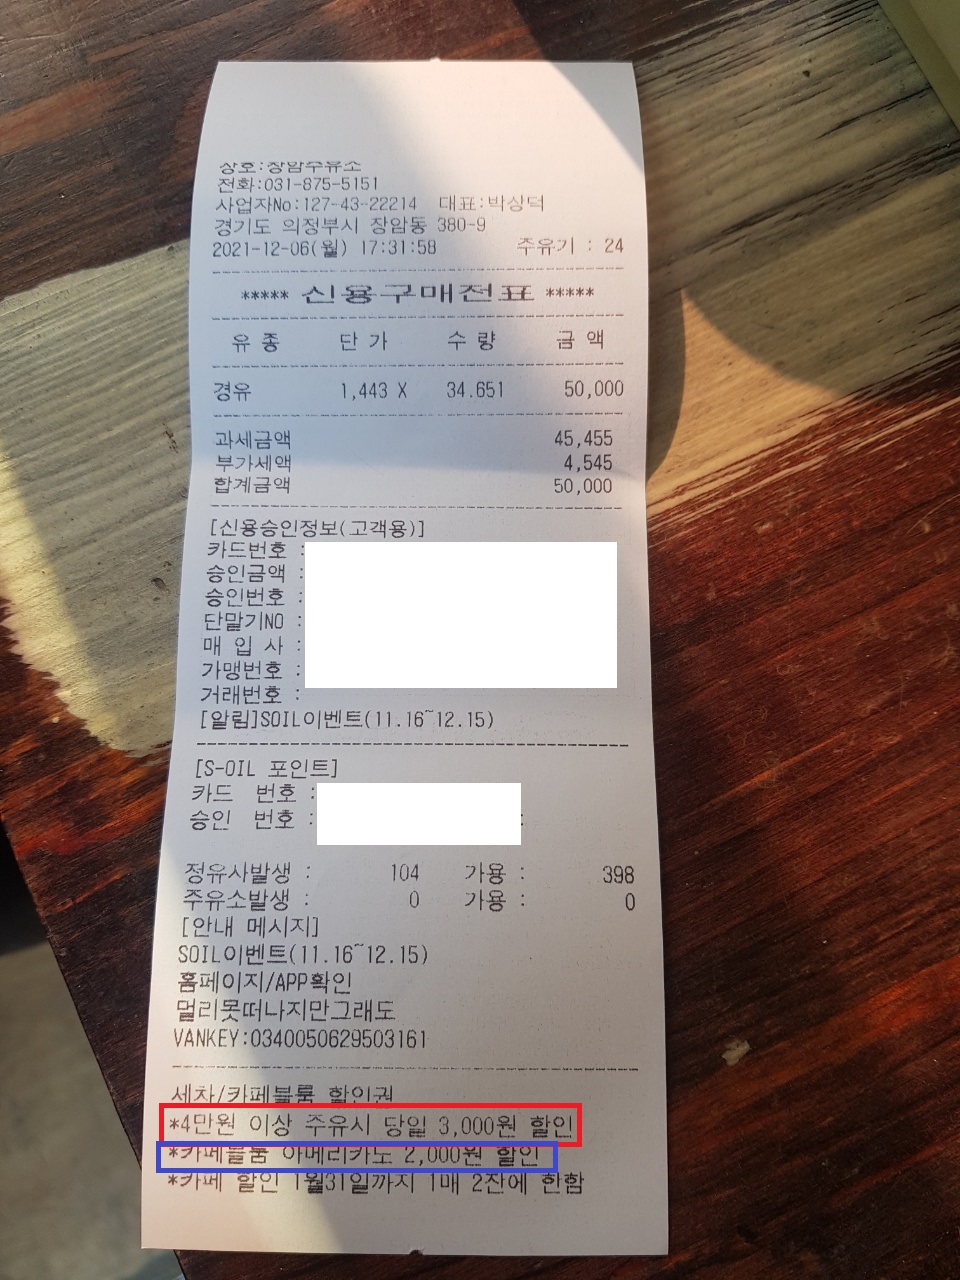 상호:장암주유소
전화:031-875-5151
사업자No:127-43-22214 대표:박상덕
경기도 의정부시 장암동 380-9
2021-12-06(월) 17:31:58 주유기 : 24
***** 신용구매전표 *****
유종 단가 수량 금액
경유 1,443 X 34.651 50,000
과세금액 45,455
부가세액 4,545
합계금액 50,000
[신용승인정보(고객용)]
카드번호 :
승인금액 :
승인번호 :
단말기NO :
매 입 사 :
가맹번호 :
거래번호 :
[알림]SOIL이벤트(11.16~12.15)
[S-OIL 포인트]
카드 번호 :
승인 번호 :
정유사발생 : 104 가용 : 398
주유소발생 : 0 가용 : 0
[안내 메시지]
SOIL이벤트(11.16~12.15)
홈페이지/APP확인
멀리못떠나지만그래도
VANKEY:0340050629503161
세차/카페블룸 할인권
*4만원 이상 주유시 당일 3,000원 할인
*카페블룸 아메리카노 2,000원 할인
*카페 할인 1월31일까지 1매 2잔에 한함